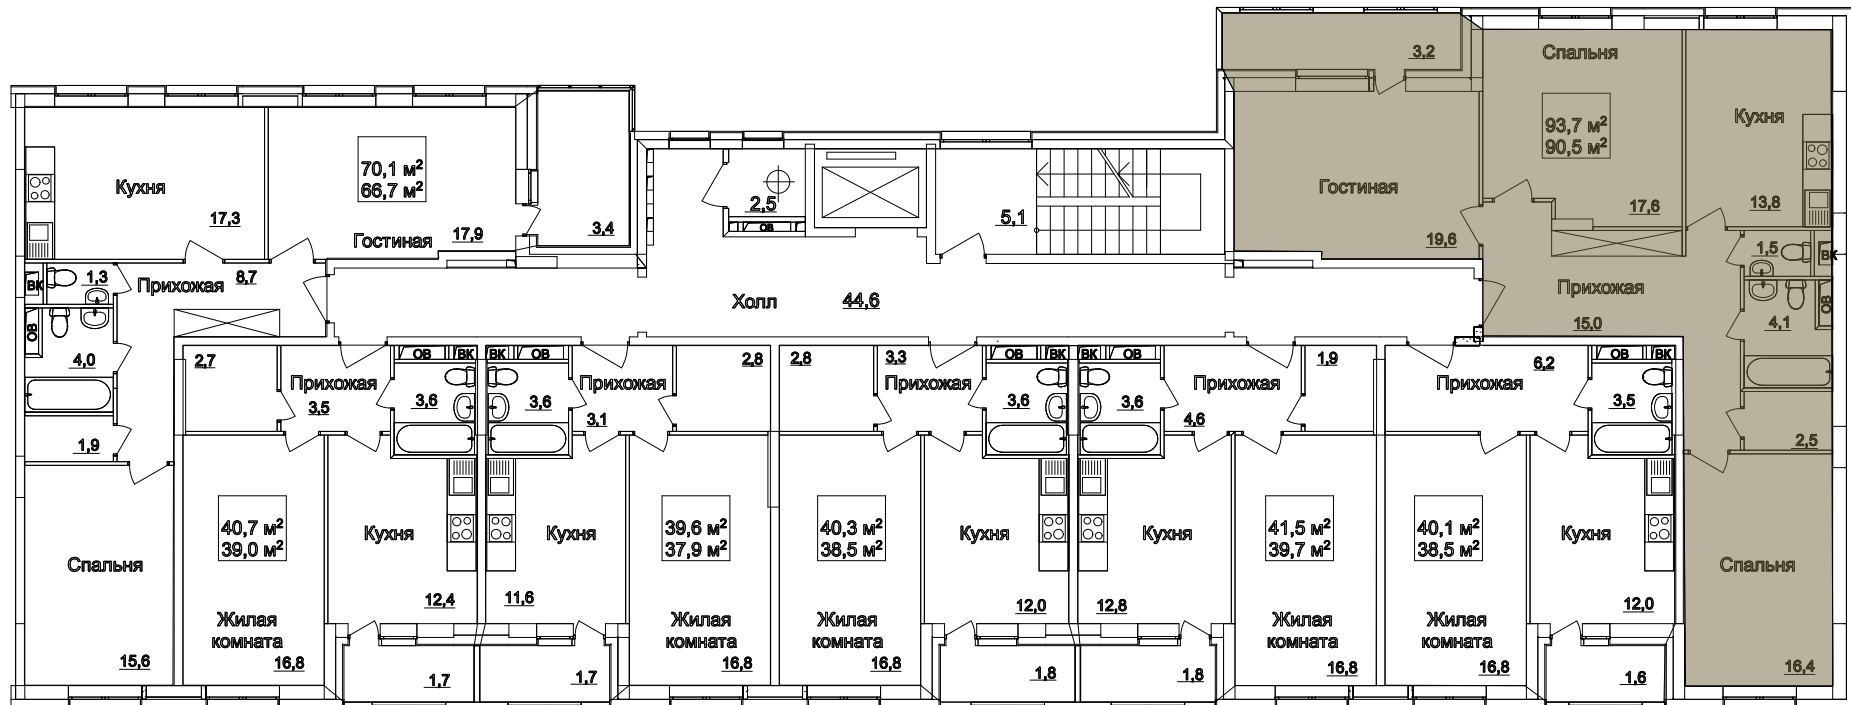 3,2
Спальня
93,7 м²
90,5 м²
Кухня
Гостиная
17,6
13,8
19,6
70,1 м²
66,7 м²
Кухня
17,3
Гостиная
17,9
3,4
2,5
ОВ
5,1
1,5
ВК
Прихожая
15,0
4,1
ОВ
ВК
1,3
Прихожая
8,7
ОВ
4,0
Холл
44,6
2,7
Прихожая
3,5
ОВ
ВК
3,6
ВК
ОВ
3,6
Прихожая
3,1
2,8
2,8
3,3
Прихожая
ОВ
ВК
3,6
ВК
ОВ
3,6
Прихожая
4,6
1,9
Прихожая
6,2
ОВ
ВК
3,5
2,5
1,9
Спальня
15,6
40,7 м²
39,0 м²
Жилая
комната
16,8
Кухня
12,4
1,7
Кухня
11,6
1,7
39,6 м²
37,9 м²
Жилая
комната
16,8
40,3 м²
38,5 м²
Жилая
комната
16,8
Кухня
12,0
1,8
Кухня
12,8
1,8
41,5 м²
39,7 м²
Жилая
комната
16,8
40,1 м²
38,5 м²
Жилая
комната
16,8
Кухня
12,0
1,6
Спальня
16,4